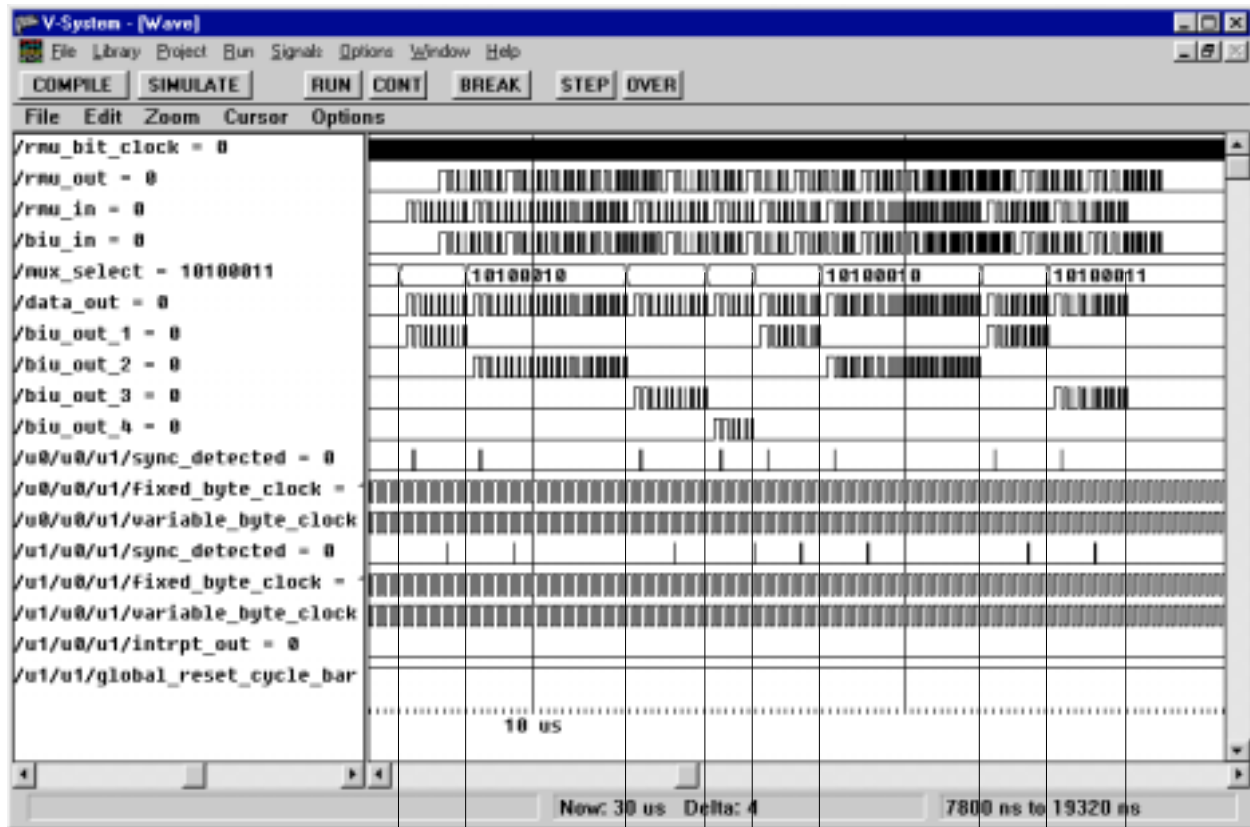 V-System - [Wave]
File Library Project Run Signals Options Window Help
COMPILE SIMULATE RUN CONT BREAK STEP OVER
File Edit Zoom Cursor Options
/rmu_bit_clock = 0
/rmu_out = 0
/rmu_in = 0
/biu_in = 0
/mux_select = 10100011
10100010
10100010
10100011
/data_out = 0
/biu_out_1 = 0
/biu_out_2 = 0
/biu_out_3 = 0
/biu_out_4 = 0
/u0/u0/u1/sync_detected = 0
/u0/u0/u1/fixed_byte_clock =
/u0/u0/u1/variable_byte_clock
/u1/u0/u1/sync_detected = 0
/u1/u0/u1/fixed_byte_clock =
/u1/u0/u1/variable_byte_clock
/u1/u0/u1/intrpt_out = 0
/u1/u1/global_reset_cycle_bar
10 us
Now: 30 us Delta: 4
7800 ns to 19320 ns